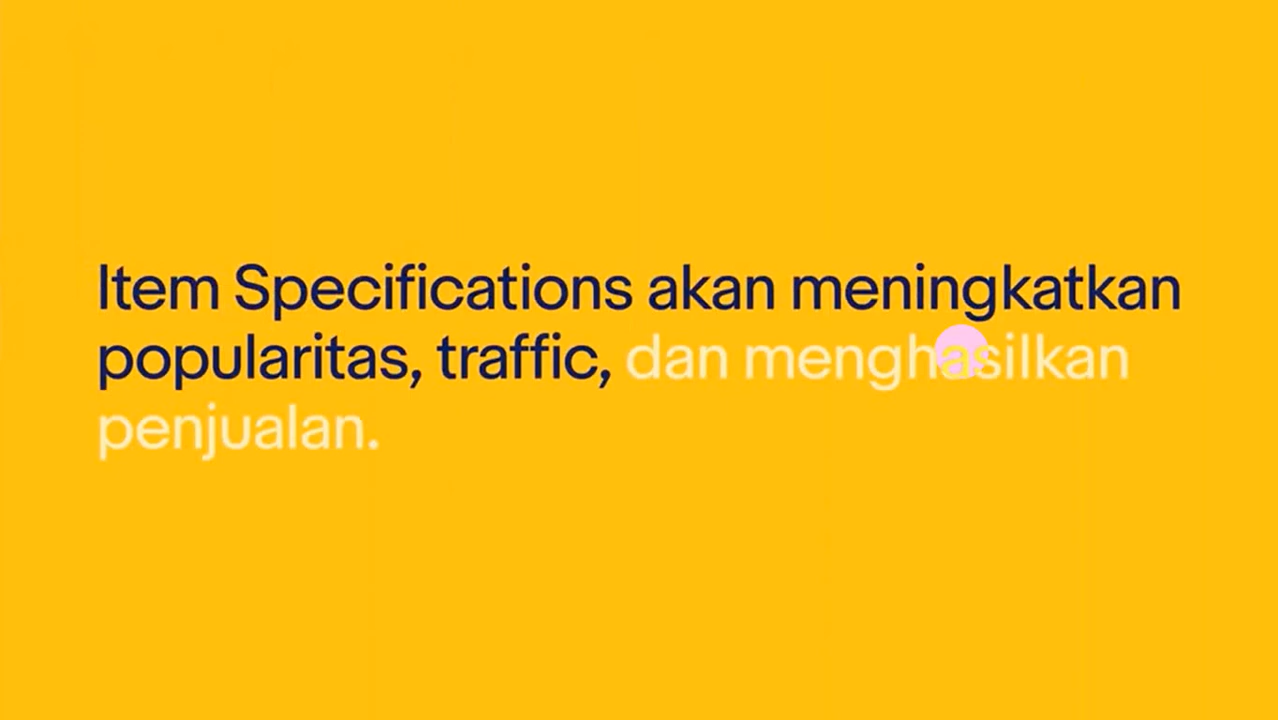 Item Specifications akan meningkatkan
popularitas, traffic, dan menghasilkan
penjualan.